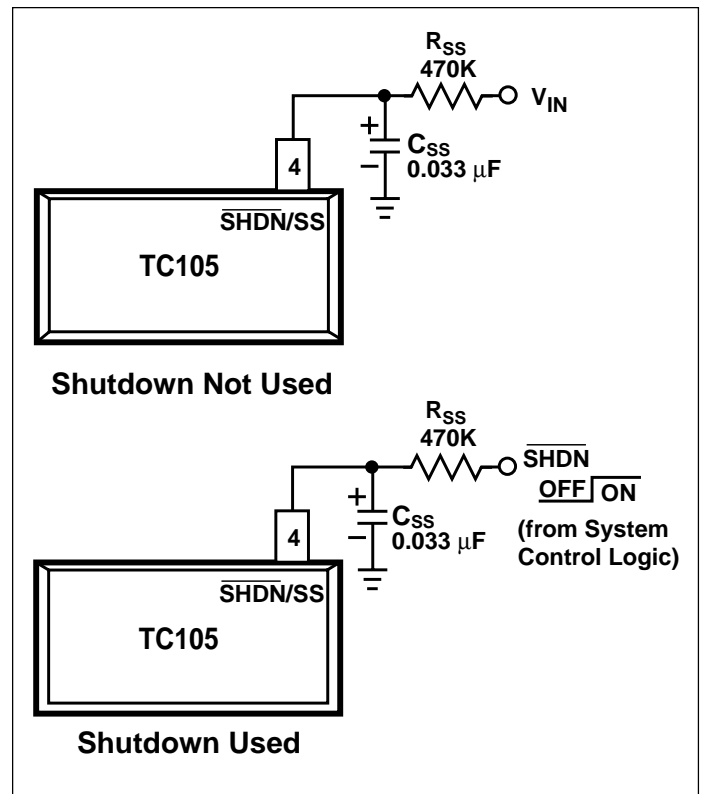 RSS
470K
VIN
+
CSS
− 0.033 µF
4
SHDN/SS
TC105
Shutdown Not Used
RSS
470K
SHDN
OFF ON
(from System
Control Logic)
+
CSS
− 0.033 µF
4
SHDN/SS
TC105
Shutdown Used